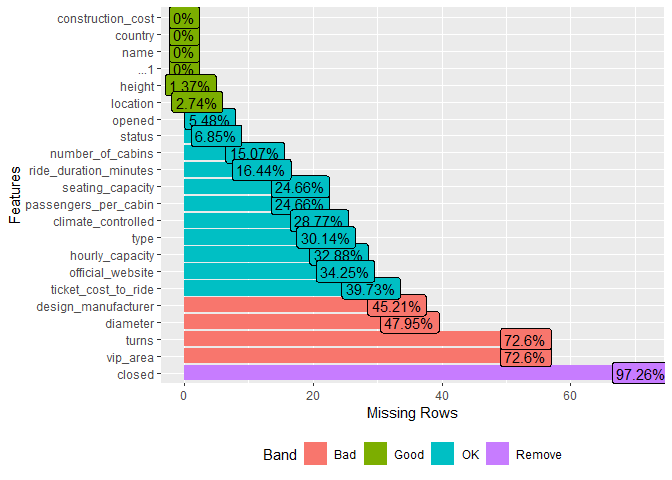 construction_cost 0%
country 0%
name 0%
...1 0%
height 1.37%
location 2.74%
opened 5.48%
status 6.85%
number_of_cabins 15.07%
ride_duration_minutes 16.44%
seating_capacity 24.66%
passengers_per_cabin 24.66%
climate_controlled 28.77%
type 30.14%
hourly_capacity 32.88%
official_website 34.25%
ticket_cost_to_ride 39.73%
design_manufacturer 45.21%
diameter 47.95%
turns 72.6%
vip_area 72.6%
closed 97.26%
Features
0 20 40 60
Missing Rows
Band Bad Good OK Remove